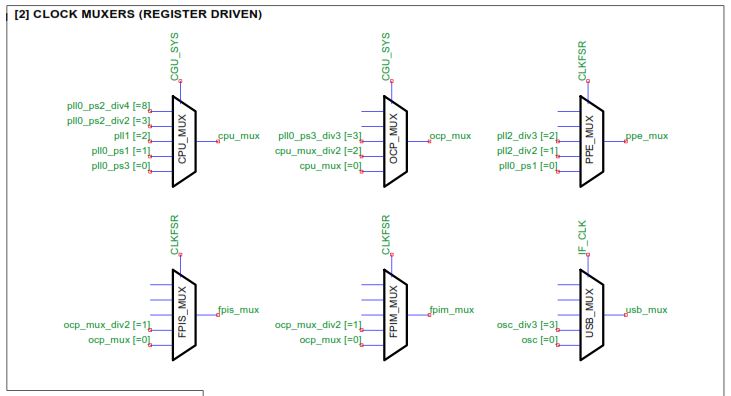 [2] CLOCK MUXERS (REGISTER DRIVEN)
CGU_SYS
pll0_ps2_div4 [=8]
pll0_ps2_div2 [=3]
pll1 [=2]
pll0_ps1 [=1]
pll0_ps3 [=0]
CPU_MUX
cpu_mux
CGU_SYS
pll0_ps3_div3 [=3]
cpu_mux_div2 [=2]
cpu_mux [=0]
OCP_MUX
ocp_mux
CLKFSR
pll2_div3 [=2]
pll2_div2 [=1]
pll0_ps1 [=0]
PPE_MUX
ppe_mux
CLKFSR
ocp_mux_div2 [=1]
ocp_mux [=0]
FPIS_MUX
fpis_mux
CLKFSR
ocp_mux_div2 [=1]
ocp_mux [=0]
FPIM_MUX
fpim_mux
IF_CLK
osc_div3 [=3]
osc [=0]
USB_MUX
usb_mux